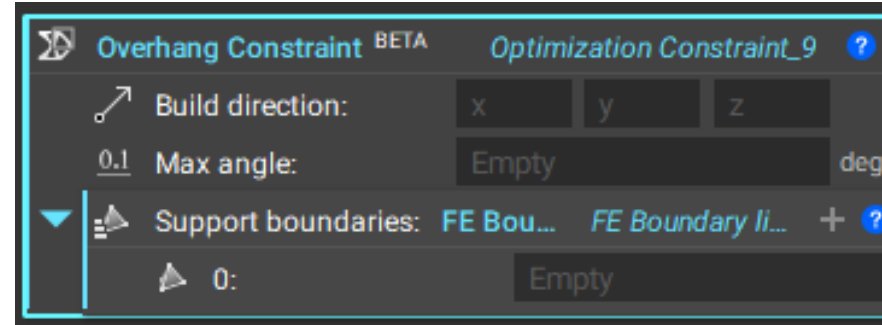 Overhang Constraint BETA Optimization Constraint_9 ?
Build direction: x y z
0.1 Max angle: Empty deg
Support boundaries: FE Bou... FE Boundary li... + ?
0: Empty